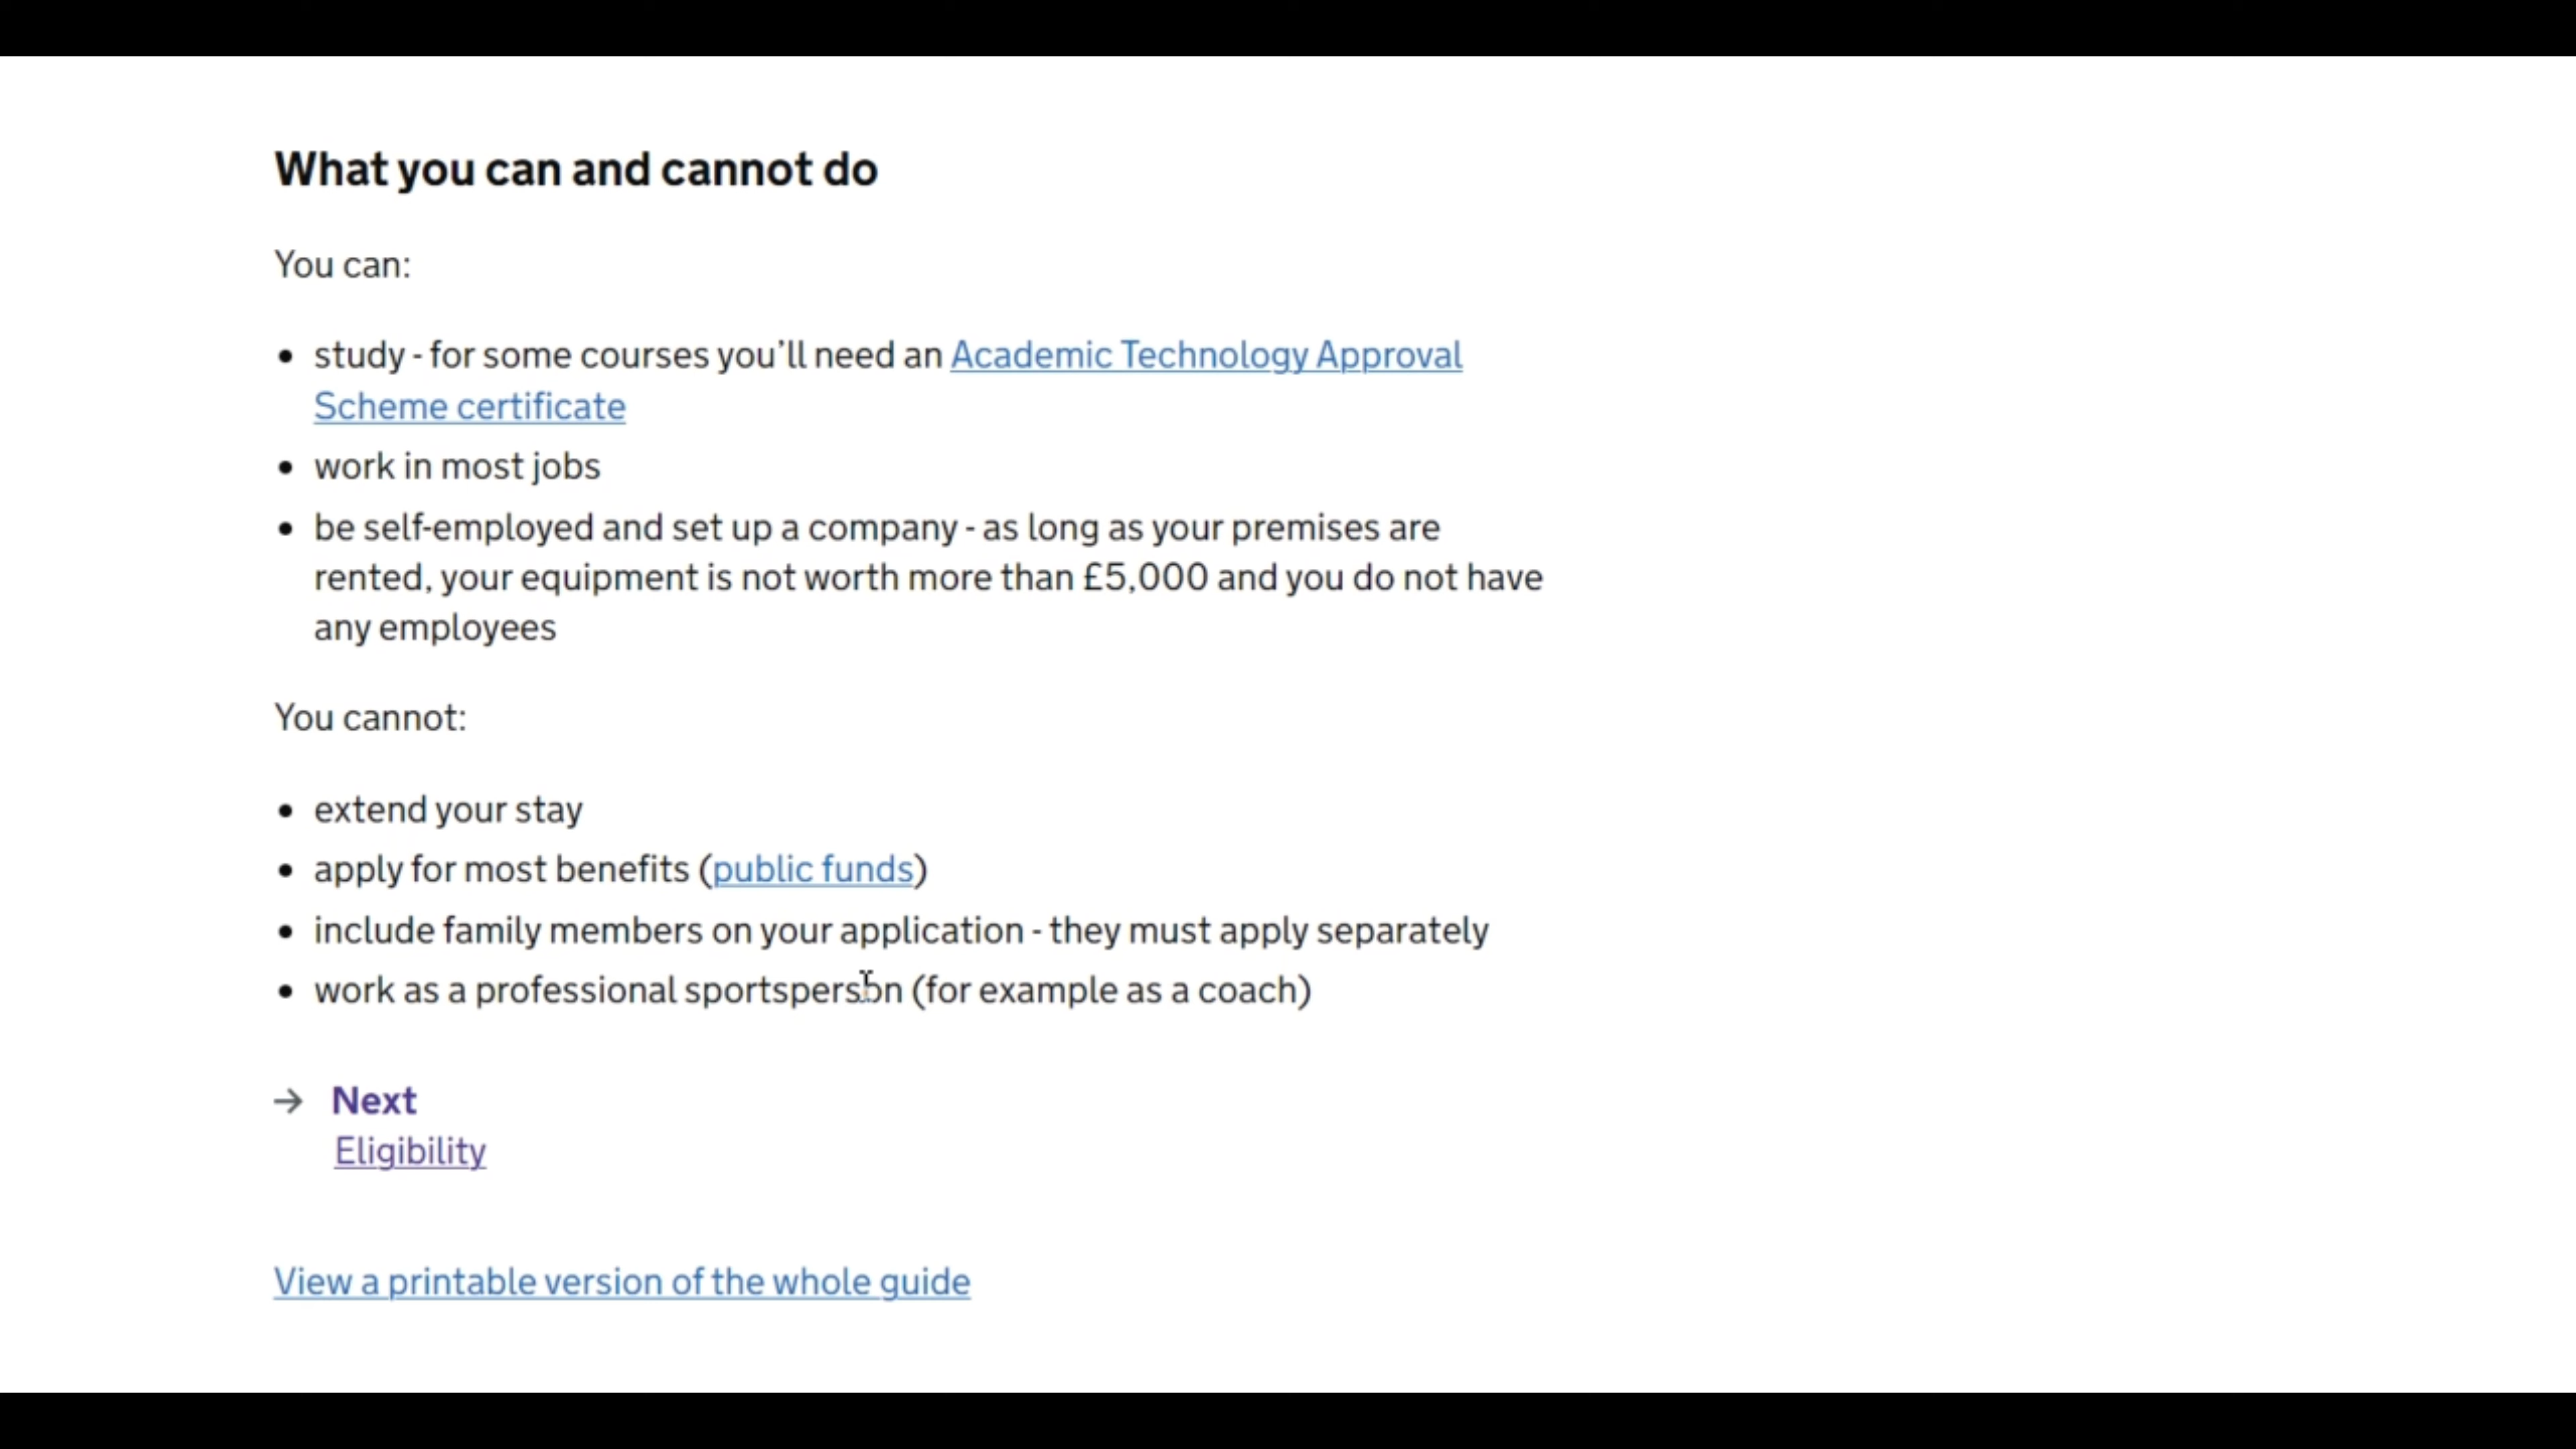 What you can and cannot do
You can:
• study - for some courses you’ll need an Academic Technology Approval
Scheme certificate
• work in most jobs
• be self-employed and set up a company - as long as your premises are
rented, your equipment is not worth more than £5,000 and you do not have
any employees
You cannot:
• extend your stay
• apply for most benefits (public funds)
• include family members on your application - they must apply separately
• work as a professional sportsperson (for example as a coach)
→ Next
Eligibility
View a printable version of the whole guide